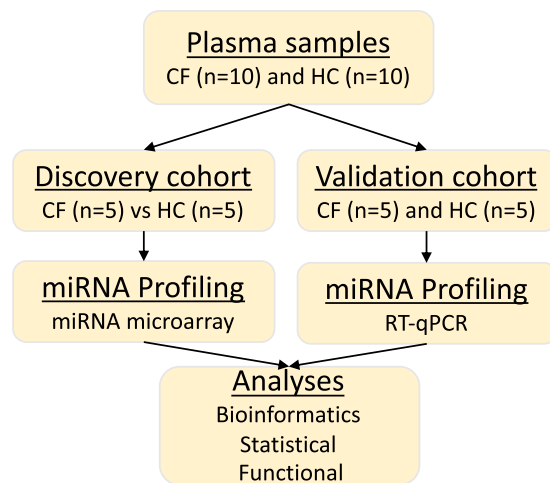 Plasma samples
CF (n=10) and HC (n=10)
Discovery cohort
CF (n=5) vs HC (n=5)
Validation cohort
CF (n=5) and HC (n=5)
miRNA Profiling
miRNA microarray
miRNA Profiling
RT-qPCR
Analyses
Bioinformatics
Statistical
Functional